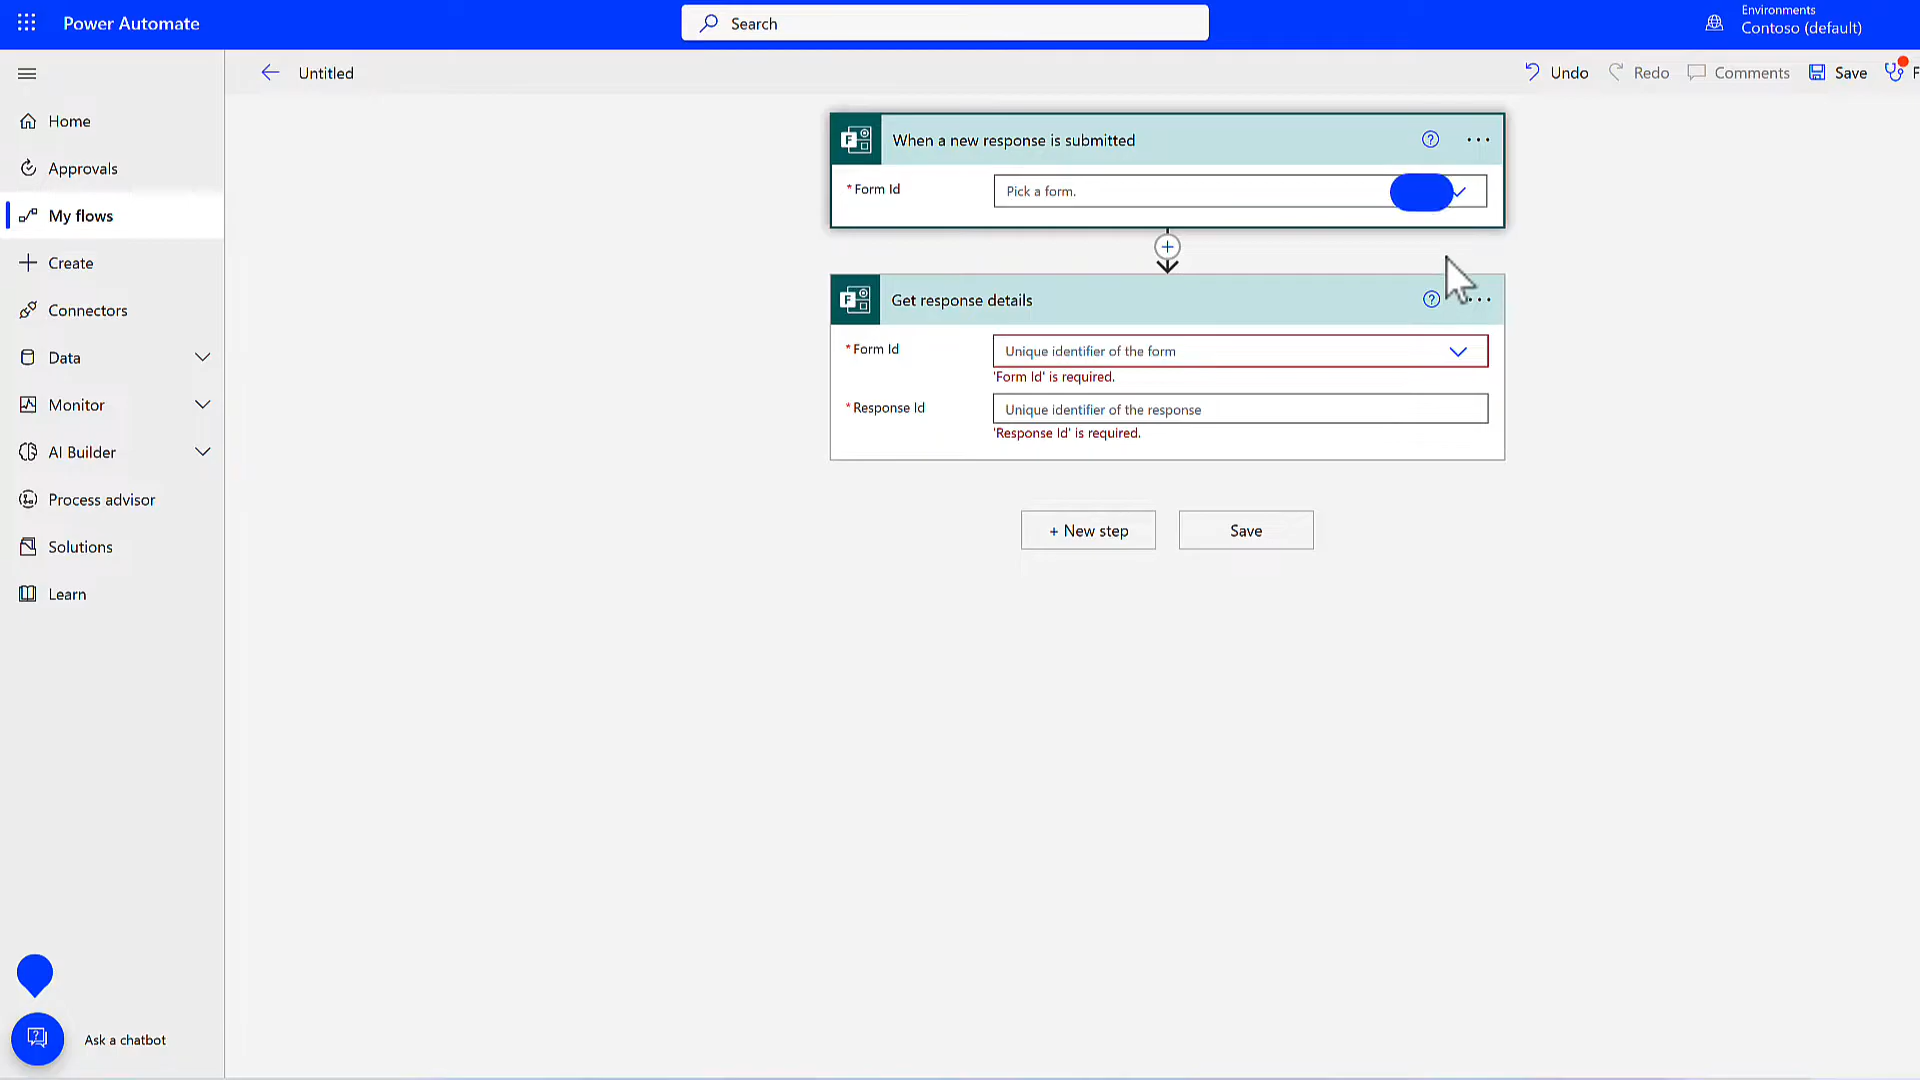 Power Automate
Search
Environments
Contoso (default)
Untitled
Undo
Redo
Comments
Save
F
Home
Approvals
My flows
Create
Connectors
Data
Monitor
AI Builder
Process advisor
Solutions
Learn
Ask a chatbot
When a new response is submitted
* Form Id
Pick a form.
Get response details
* Form Id
Unique identifier of the form
'Form Id' is required.
* Response Id
Unique identifier of the response
'Response Id' is required.
+ New step
Save